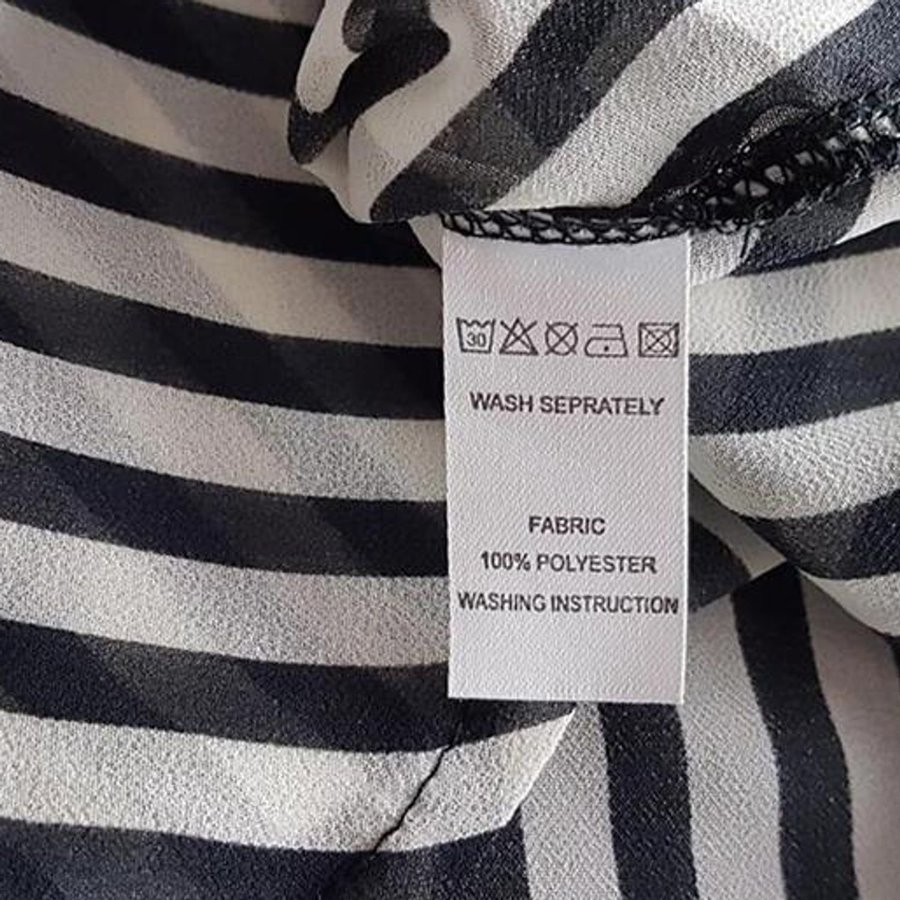 30
WASH SEPRATELY
FABRIC
100% POLYESTER
WASHING INSTRUCTION